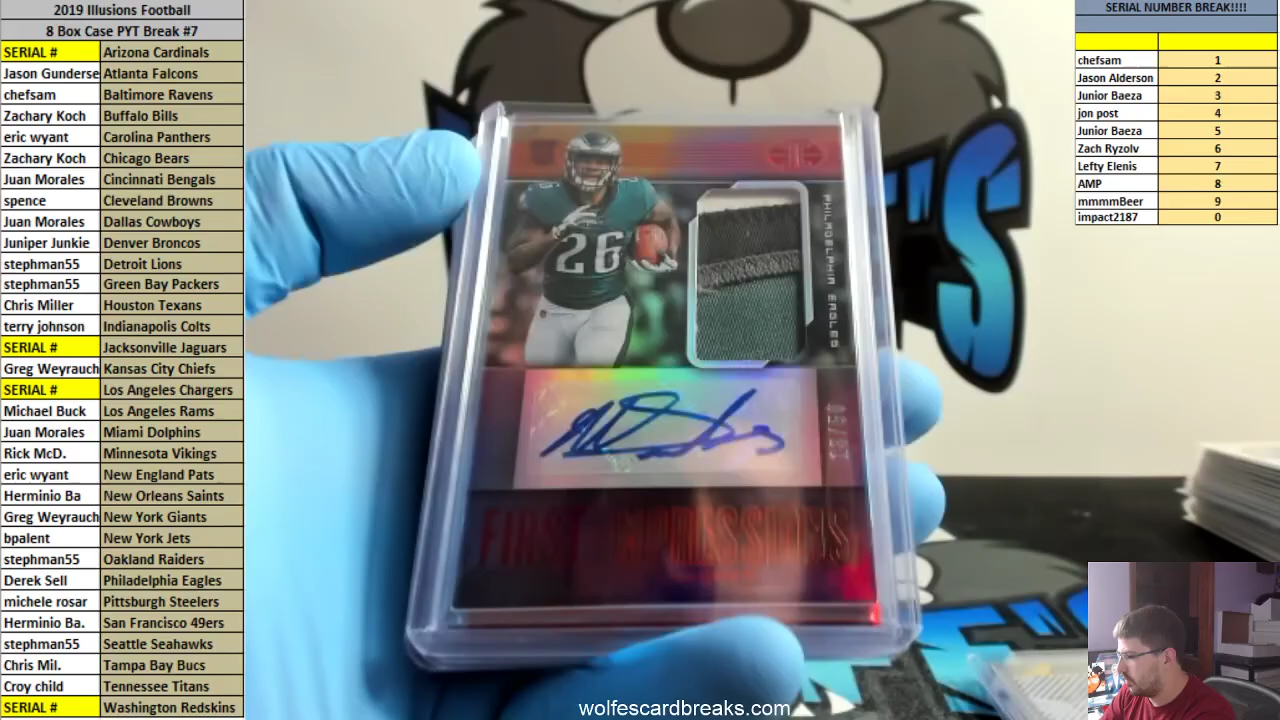 2019 Illusions Football
8 Box Case PYT Break #7
SERIAL # Arizona Cardinals
Jason Gunderse Atlanta Falcons
chefsam Baltimore Ravens
Zachary Koch Buffalo Bills
eric wyant Carolina Panthers
Zachary Koch Chicago Bears
Juan Morales Cincinnati Bengals
spence Cleveland Browns
Juan Morales Dallas Cowboys
Juniper Junkie Denver Broncos
stephman55 Detroit Lions
stephman55 Green Bay Packers
Chris Miller Houston Texans
terry johnson Indianapolis Colts
SERIAL # Jacksonville Jaguars
Greg Weyrauch Kansas City Chiefs
SERIAL # Los Angeles Chargers
Michael Buck Los Angeles Rams
Juan Morales Miami Dolphins
Rick McD. Minnesota Vikings
eric wyant New England Pats
Herminio Ba New Orleans Saints
Greg Weyrauch New York Giants
bpalent New York Jets
stephman55 Oakland Raiders
Derek Sell Philadelphia Eagles
michele rosar Pittsburgh Steelers
Herminio Ba. San Francisco 49ers
stephman55 Seattle Seahawks
Chris Mil. Tampa Bay Bucs
Croy child Tennessee Titans
SERIAL # Washington Redskins
26
PHILADELPHIA EAGLES
FIRST IMPRESSIONS
'S
wolfescardbreaks.com
SERIAL NUMBER BREAK!!!!
chefsam 1
Jason Alderson 2
Junior Baeza 3
jon post 4
Junior Baeza 5
Zach Ryzolv 6
Lefty Elenis 7
AMP 8
mmmmBeer 9
impact2187 0